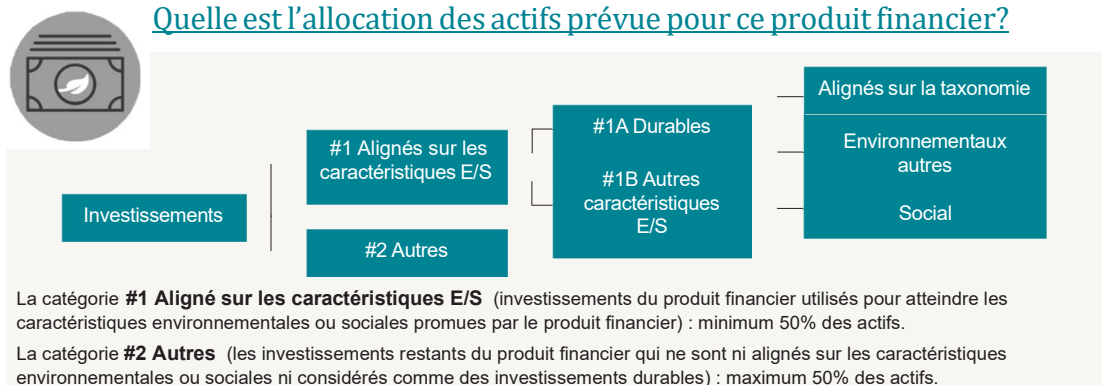 Quelle est l’allocation des actifs prévue pour ce produit financier?
Investissements
#1 Alignés sur les
caractéristiques E/S
#2 Autres
#1A Durables
#1B Autres
caractéristiques
E/S
Alignés sur la taxonomie
Environnementaux
autres
Social
La catégorie #1 Aligné sur les caractéristiques E/S (investissements du produit financier utilisés pour atteindre les
caractéristiques environnementales ou sociales promues par le produit financier) : minimum 50% des actifs.
La catégorie #2 Autres (les investissements restants du produit financier qui ne sont ni alignés sur les caractéristiques
environnementales ou sociales ni considérés comme des investissements durables) : maximum 50% des actifs.